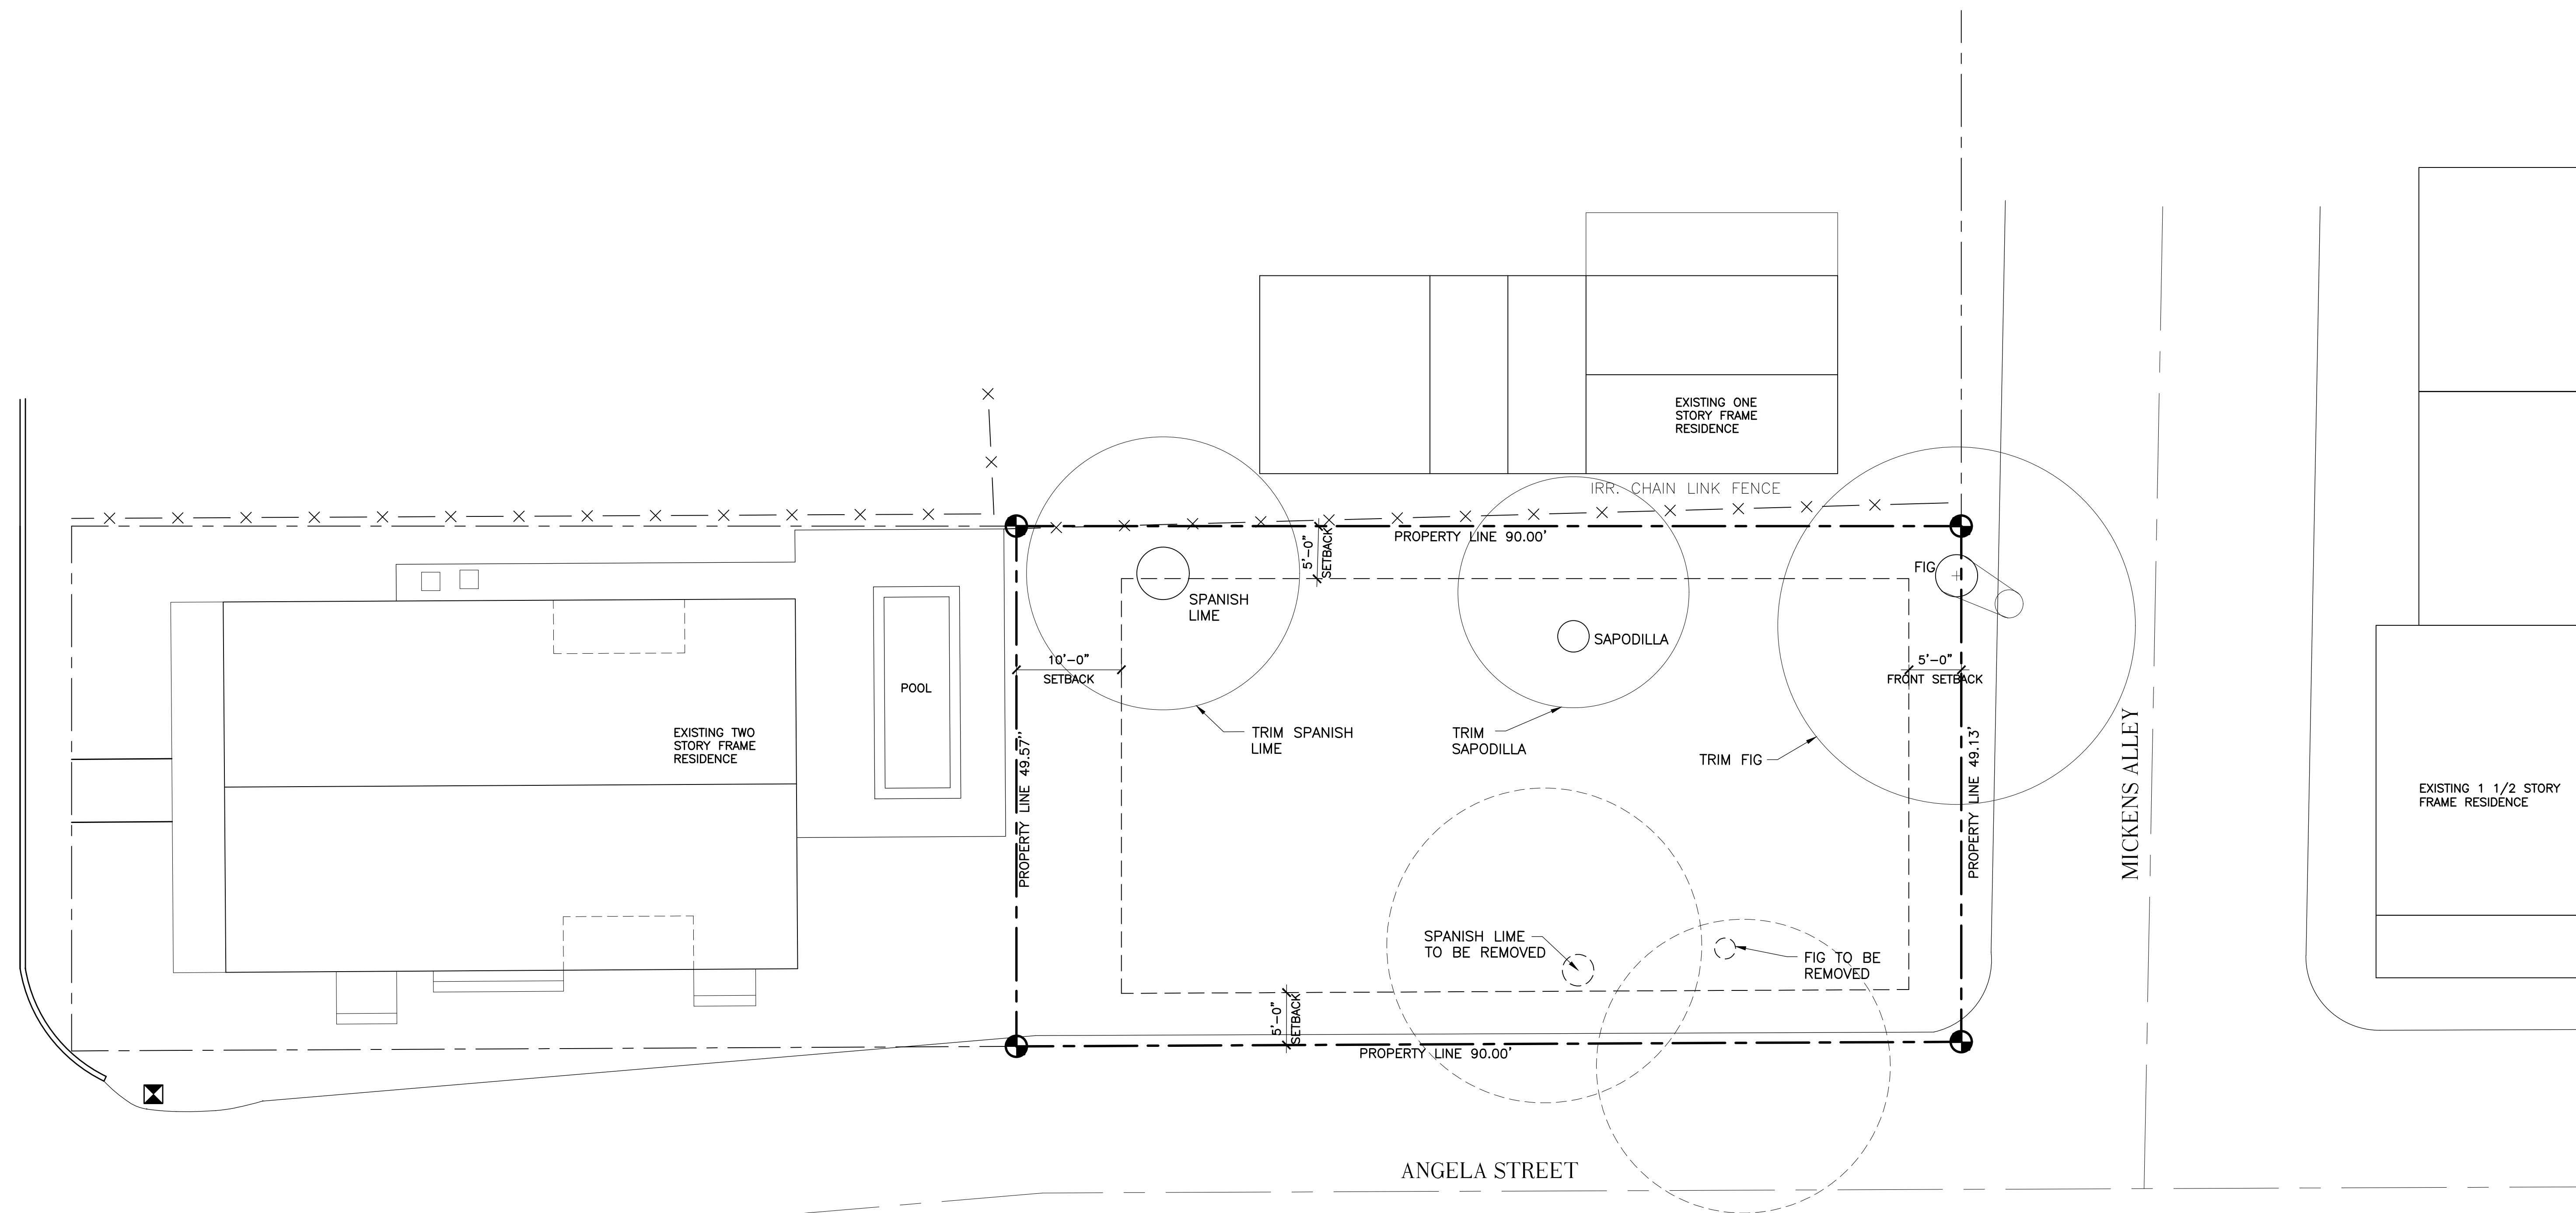 EXISTING ONE
STORY FRAME
RESIDENCE
IRR. CHAIN LINK FENCE
PROPERTY LINE 90.00'
5'-0"
SETBACK
FIG
SPANISH
LIME
SAPODILLA
10'-0"
SETBACK
5'-0"
FRONT SETBACK
POOL
EXISTING TWO
STORY FRAME
RESIDENCE
TRIM SPANISH
LIME
TRIM
SAPODILLA
TRIM FIG
PROPERTY LINE 49.57'
PROPERTY LINE 49.13'
MICKENS ALLEY
EXISTING 1 1/2 STORY
FRAME RESIDENCE
SPANISH LIME
TO BE REMOVED
FIG TO BE
REMOVED
5'-0"
SETBACK
PROPERTY LINE 90.00'
ANGELA STREET